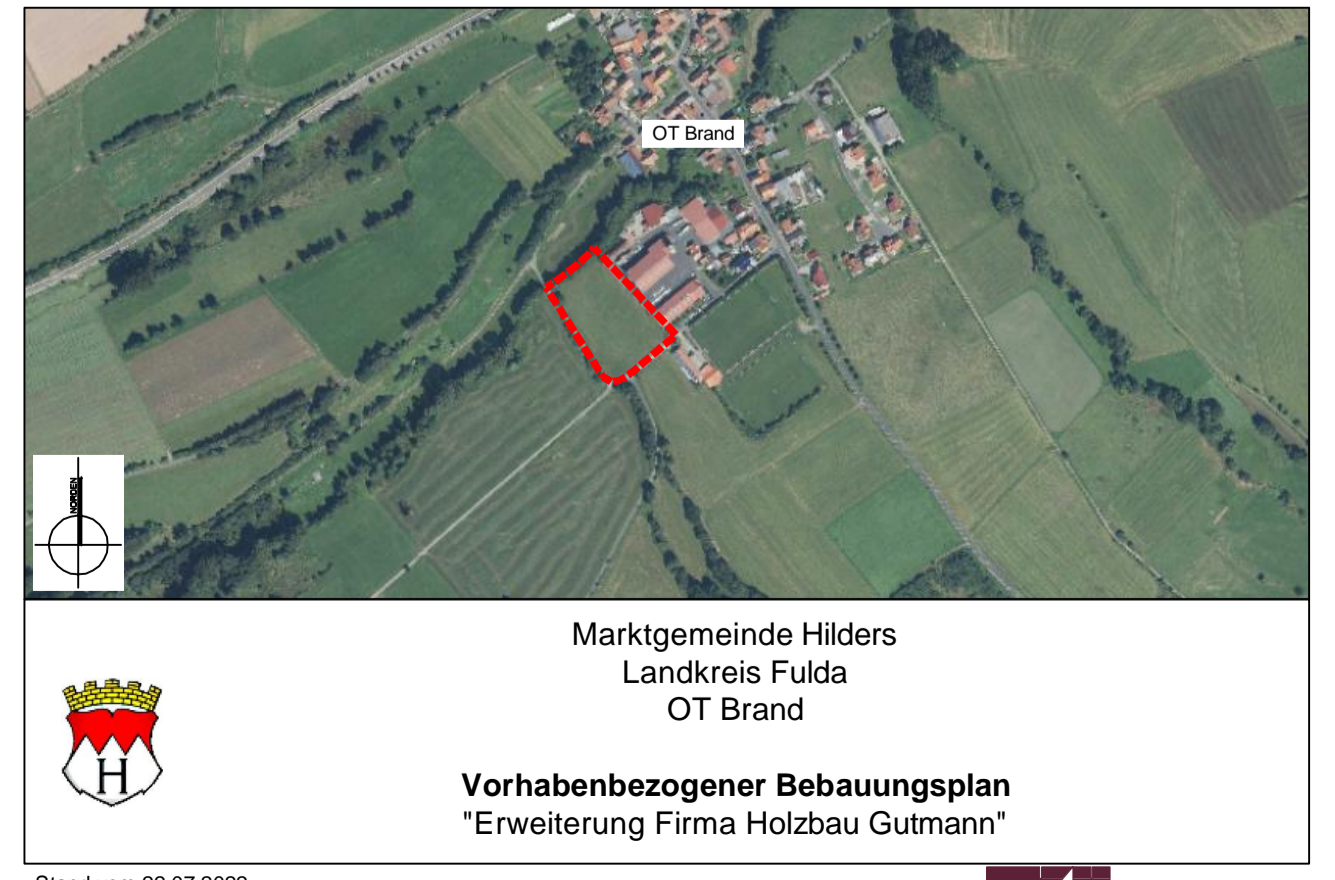 OT Brand
NORDEN
Marktgemeinde Hilders
Landkreis Fulda
OT Brand
H
Vorhabenbezogener Bebauungsplan
"Erweiterung Firma Holzbau Gutmann"